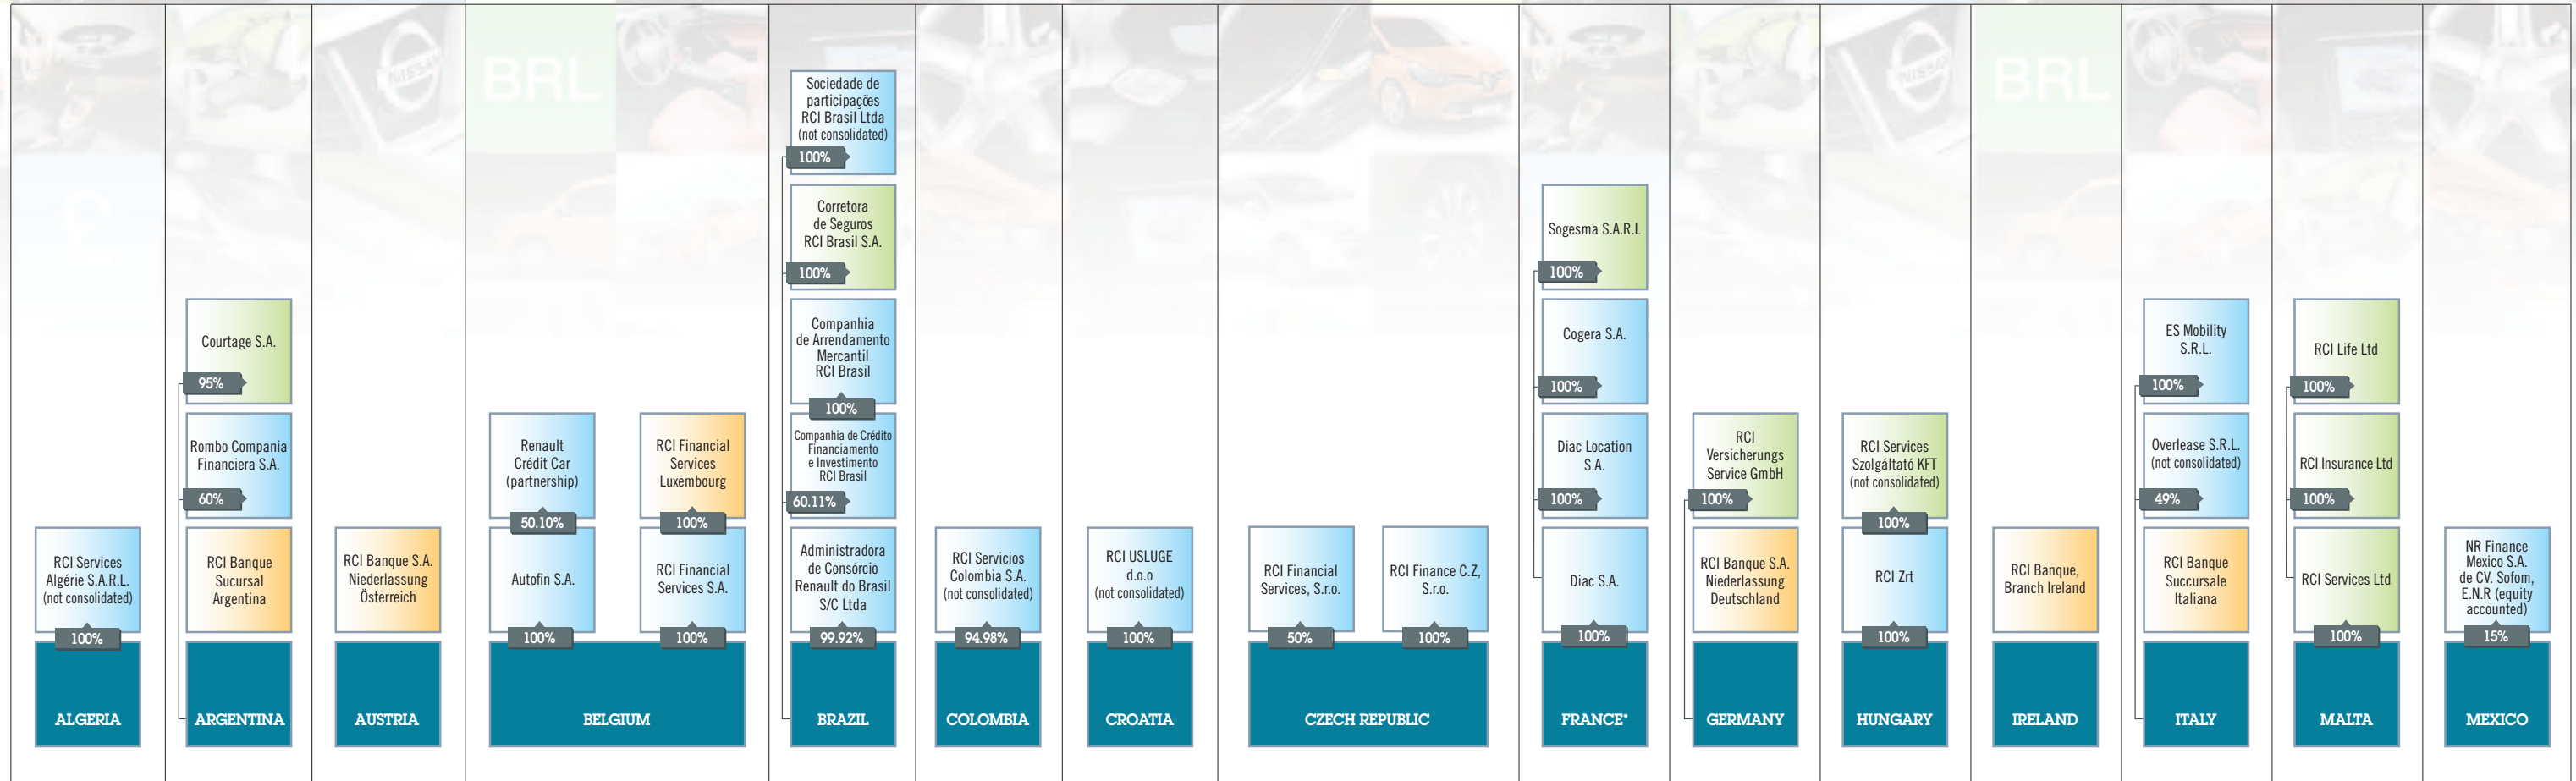 RCI Services
Algérie S.A.R.L.
(not consolidated)
100%
ALGERIA
Courtage S.A.
95%
Rombo Compania
Financiera S.A.
60%
RCI Banque
Sucursal
Argentina
ARGENTINA
RCI Banque S.A.
Niederlassung
Österreich
AUSTRIA
Renault
Crédit Car
(partnership)
50.10%
Autofin S.A.
100%
RCI Financial
Services
Luxembourg
100%
RCI Financial
Services S.A.
100%
BELGIUM
Sociedade de
participações
RCI Brasil Ltda
(not consolidated)
100%
Corretora
de Seguros
RCI Brasil S.A.
100%
Companhia
de Arrendamento
Mercantil
RCI Brasil
100%
Companhia de Crédito
Financiamento
e Investimento
RCI Brasil
60.11%
Administradora
de Consórcio
Renault do Brasil
S/C Ltda
99.92%
BRAZIL
RCI Servicios
Colombia S.A.
(not consolidated)
94.98%
COLOMBIA
RCI USLUGE
d.o.o
(not consolidated)
100%
CROATIA
RCI Financial
Services, S.r.o.
50%
RCI Finance C.Z,
S.r.o.
100%
CZECH REPUBLIC
Sogesma S.A.R.L
100%
Cogera S.A.
100%
Diac Location
S.A.
100%
Diac S.A.
100%
FRANCE*
RCI
Versicherungs
Service GmbH
100%
RCI Banque S.A.
Niederlassung
Deutschland
GERMANY
RCI Services
Szolgáltató KFT
(not consolidated)
100%
RCI Zrt
100%
HUNGARY
RCI Banque,
Branch Ireland
IRELAND
ES Mobility
S.R.L.
100%
Overlease S.R.L.
(not consolidated)
49%
RCI Banque
Succursale
Italiana
ITALY
RCI Life Ltd
100%
RCI Insurance Ltd
100%
RCI Services Ltd
100%
MALTA
NR Finance
Mexico S.A.
de CV. Sofom,
E.N.R (equity
accounted)
15%
MEXICO
NISSAN
BRL
NISSAN
BRL
£